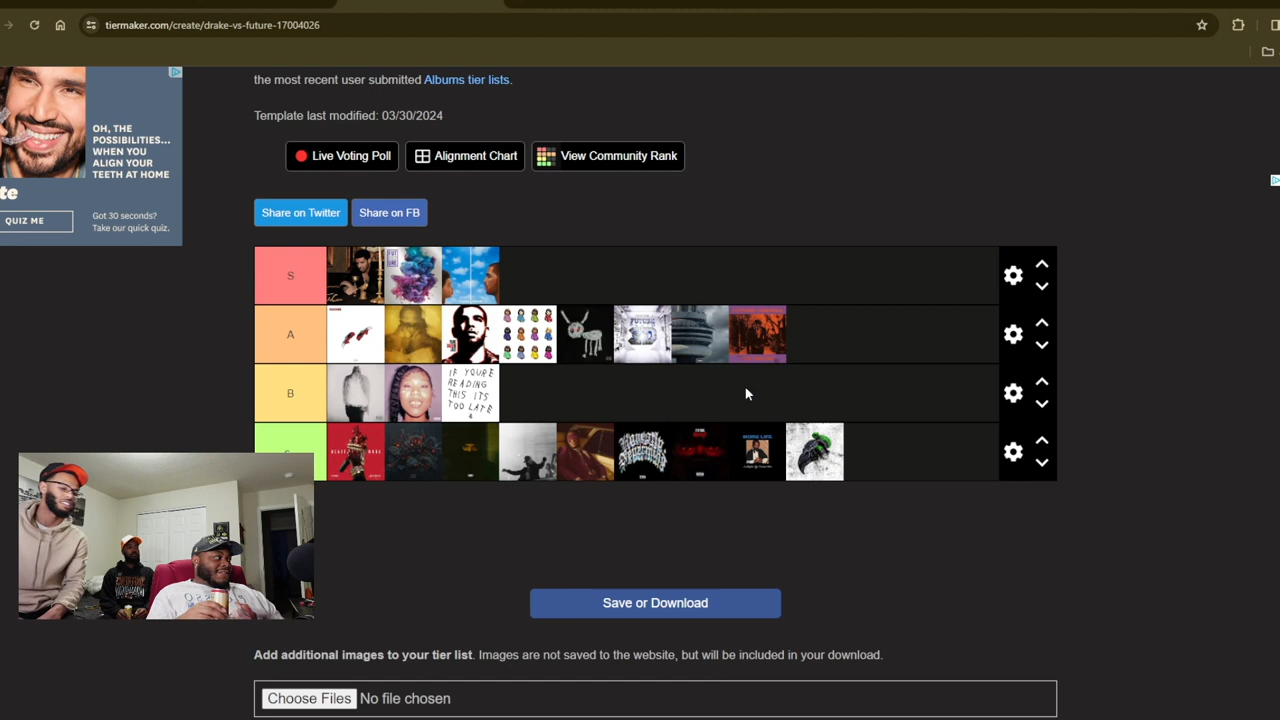 tiermaker.com/create/drake-vs-future-17004026
the most recent user submitted Albums tier lists.
Template last modified: 03/30/2024
Live Voting Poll
Alignment Chart
View Community Rank
Share on Twitter
Share on FB
OH, THE
POSSIBILITIES...
WHEN YOU
ALIGN YOUR
TEETH AT HOME
te
QUIZ ME
Got 30 seconds?
Take our quick quiz.
S
A
B
IF YOURE
READING
THIS ITS
TOO LATE
MORE LIFE
Save or Download
Add additional images to your tier list. Images are not saved to the website, but will be included in your download.
Choose Files No file chosen